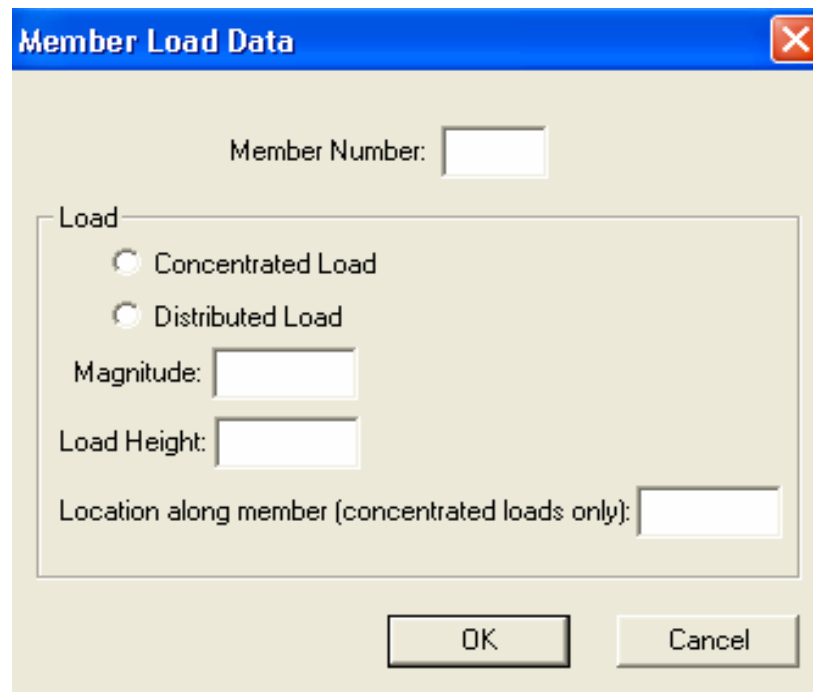 Member Load Data
Member Number:
Load
Concentrated Load
Distributed Load
Magnitude:
Load Height:
Location along member (concentrated loads only):
OK Cancel